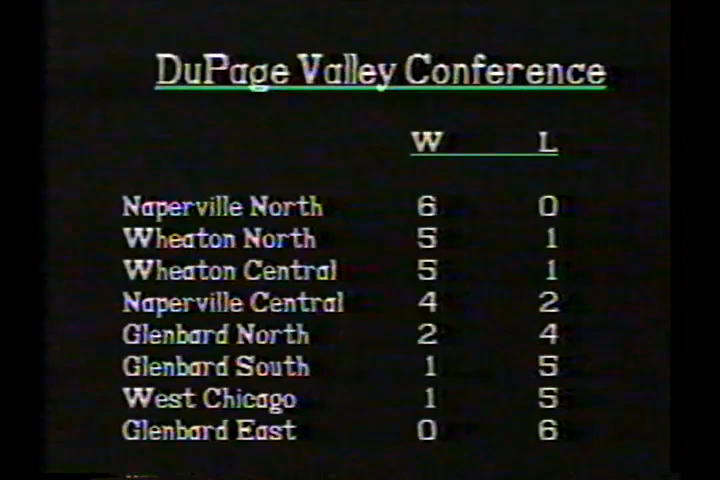 DuPage Valley Conference
W L
Naperville North 6 0
Wheaton North 5 1
Wheaton Central 5 1
Naperville Central 4 2
Glenbard North 2 4
Glenbard South 1 5
West Chicago 1 5
Glenbard East 0 6